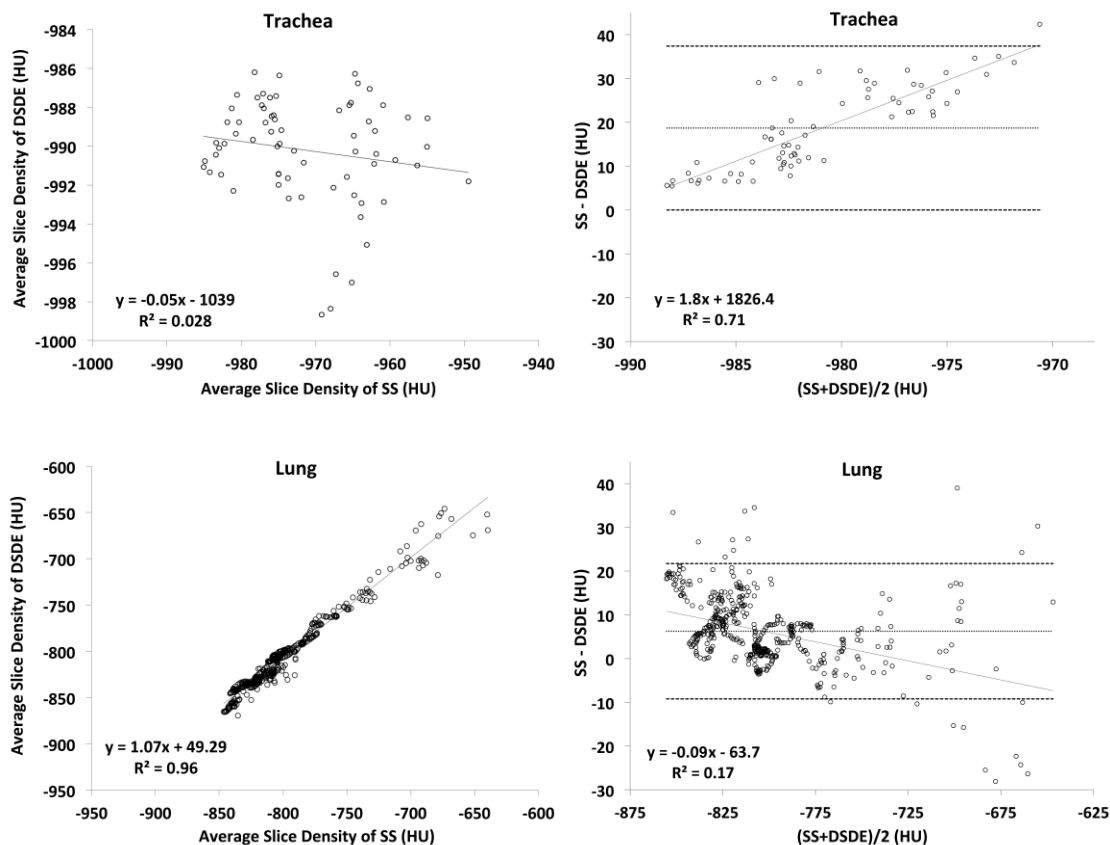 Trachea
-984
-986
-988
-990
-992
-994
-996
-998
-1000
Average Slice Density of DSDE (HU)
y = -0.05x - 1039
R² = 0.028
-1000 -990 -980 -970 -960 -950 -940
Average Slice Density of SS (HU)
Trachea
40
30
20
10
0
-10
-20
-30
SS - DSDE (HU)
y = 1.8x + 1826.4
R² = 0.71
-990 -985 -980 -975 -970
(SS+DSDE)/2 (HU)
Lung
-600
-650
-700
-750
-800
-850
-900
-950
Average Slice Density of DSDE (HU)
y = 1.07x + 49.29
R² = 0.96
-950 -900 -850 -800 -750 -700 -650 -600
Average Slice Density of SS (HU)
Lung
40
30
20
10
0
-10
-20
-30
SS - DSDE (HU)
y = -0.09x - 63.7
R² = 0.17
-875 -825 -775 -725 -675 -625
(SS+DSDE)/2 (HU)